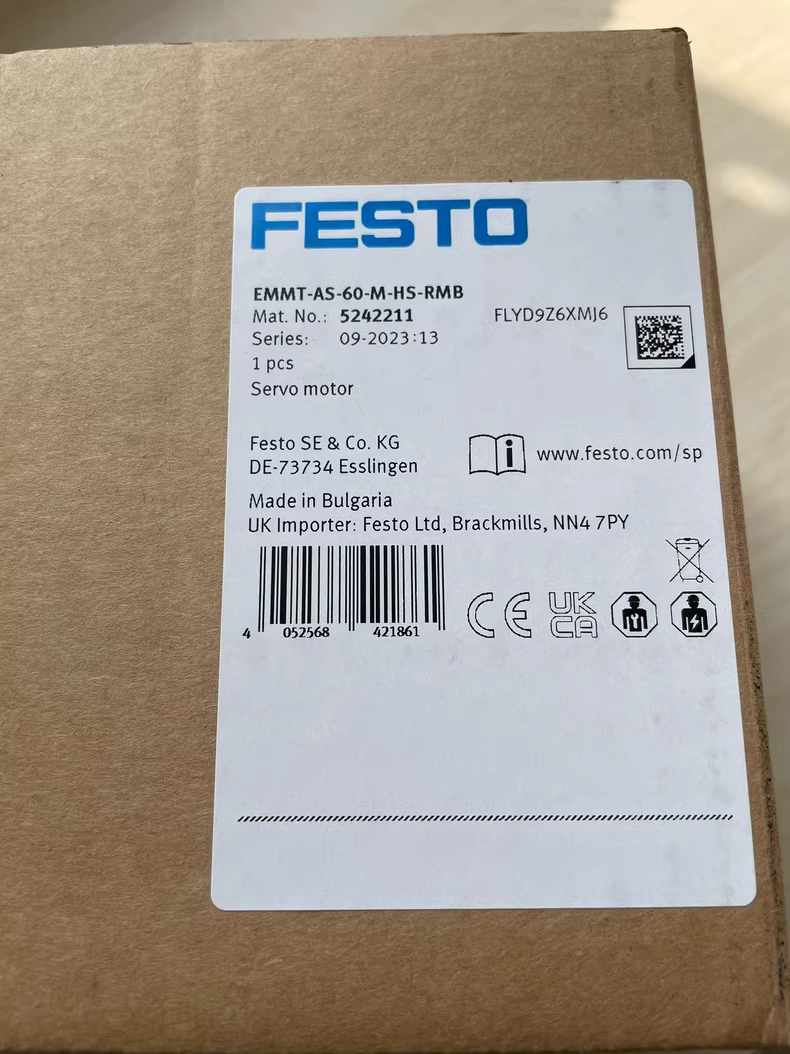 FESTO
EMMT-AS-60-M-HS-RMB
Mat. No.: 5242211 FLYD9Z6XMJ6
Series: 09-2023:13
1 pcs
Servo motor
Festo SE & Co. KG
DE-73734 Esslingen
i www.festo.com/sp
Made in Bulgaria
UK Importer: Festo Ltd, Brackmills, NN4 7PY
4 052568 421861
CE UK
CA